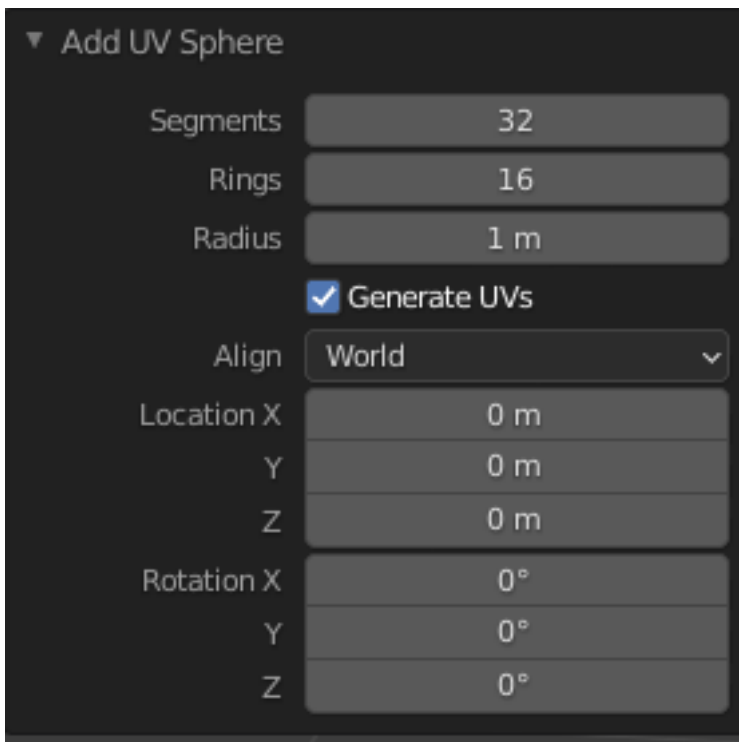 Add UV Sphere
Segments 32
Rings 16
Radius 1 m
Generate UVs
Align World
Location X 0 m
Y 0 m
Z 0 m
Rotation X 0°
Y 0°
Z 0°